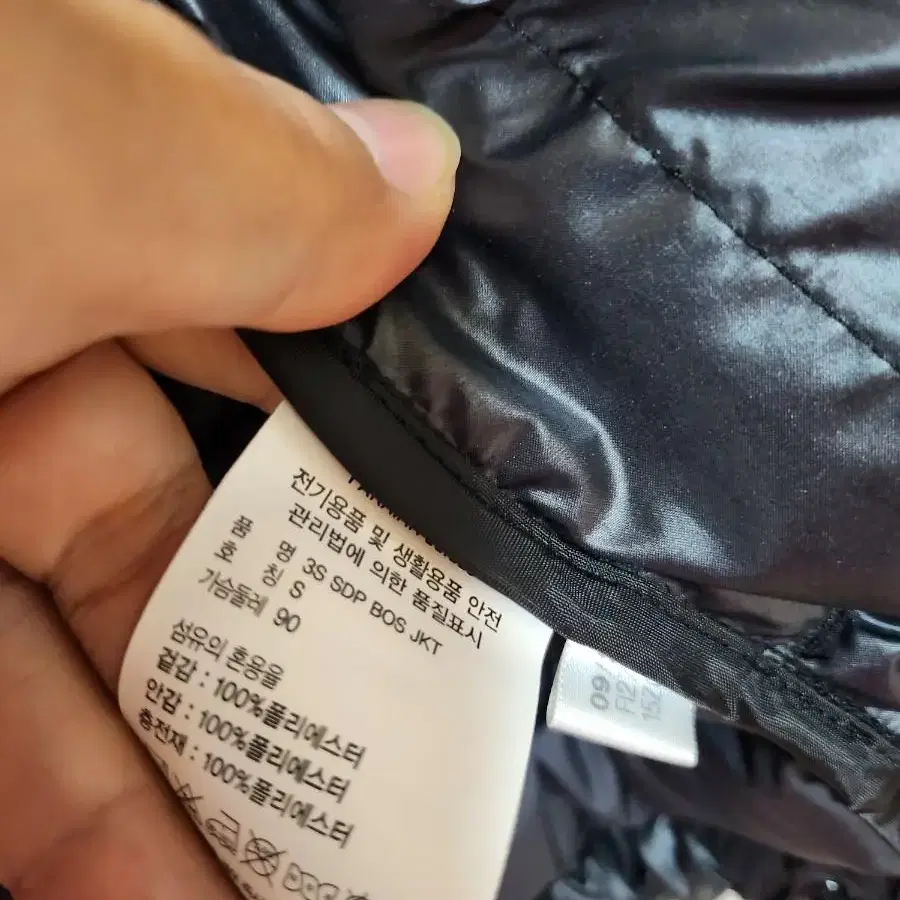 전기용품 및 생활용품 안전
관리법에 의한 품질표시
품 명 3S SDP BOS JKT
호 칭 S
가슴둘레 90
섬유의 혼용율
겉감 : 100%폴리에스터
안감 : 100%폴리에스터
충전재 : 100%폴리에스터
09
FI2
15Z